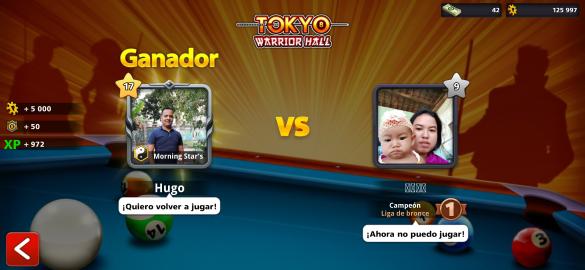 TOKYO
WARRIOR HALL
42
125 997
Ganador
17
9
+ 5 000
+ 50
XP + 972
VS
Morning Star's
Hugo
¡Quiero volver a jugar!
Campeón
Liga de bronce
1
¡Ahora no puedo jugar!
14
3